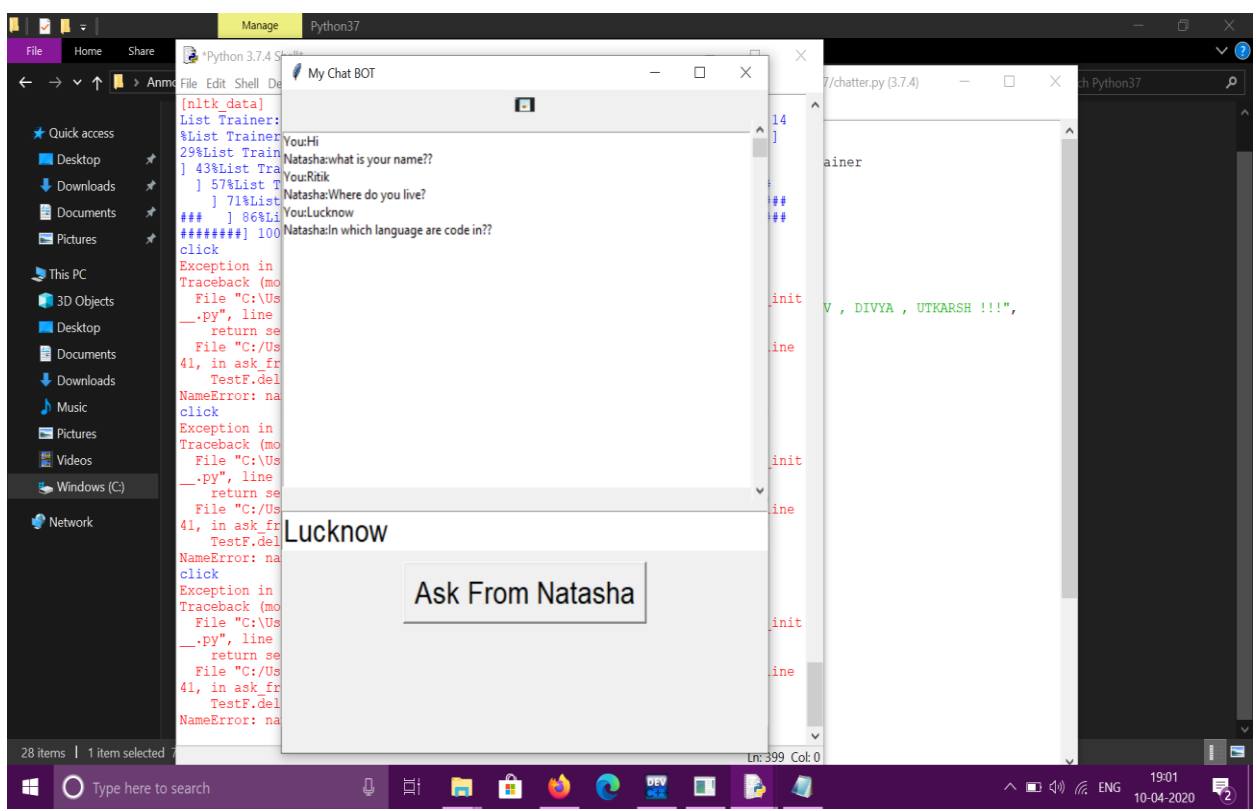 Manage
Python37
File
Home
Share
Anmo
ch Python37
Quick access
Desktop
Downloads
Documents
Pictures
This PC
3D Objects
Desktop
Documents
Downloads
Music
Pictures
Videos
Windows (C:)
Network
28 items
1 item selected
*Python 3.7.4 Shell*
File Edit Shell De
[nltk_data]
List Trainer:
14
%List Trainer
]
29%List Train
] 43%List Tra
] 57%List T
#
] 71%List
##
### ] 86%Li
##
########] 100
click
Exception in
Traceback (mo
File "C:\Us
_init
__.py", line
return se
File "C:/Us
line
41, in ask_fr
TestF.del
NameError: na
click
Exception in
Traceback (mo
File "C:\Us
_init
__.py", line
return se
File "C:/Us
line
41, in ask_fr
TestF.del
NameError: na
click
Exception in
Traceback (mo
File "C:\Us
_init
__.py", line
return se
File "C:/Us
line
41, in ask_fr
TestF.del
NameError: na
Ln: 399 Col: 0
My Chat BOT
You:Hi
Natasha:what is your name??
You:Ritik
Natasha:Where do you live?
You:Lucknow
Natasha:In which language are code in??
Lucknow
Ask From Natasha
7/chatter.py (3.7.4)
ainer
V , DIVYA , UTKARSH !!!",
Type here to search
DEV
ENG
19:01
10-04-2020
2